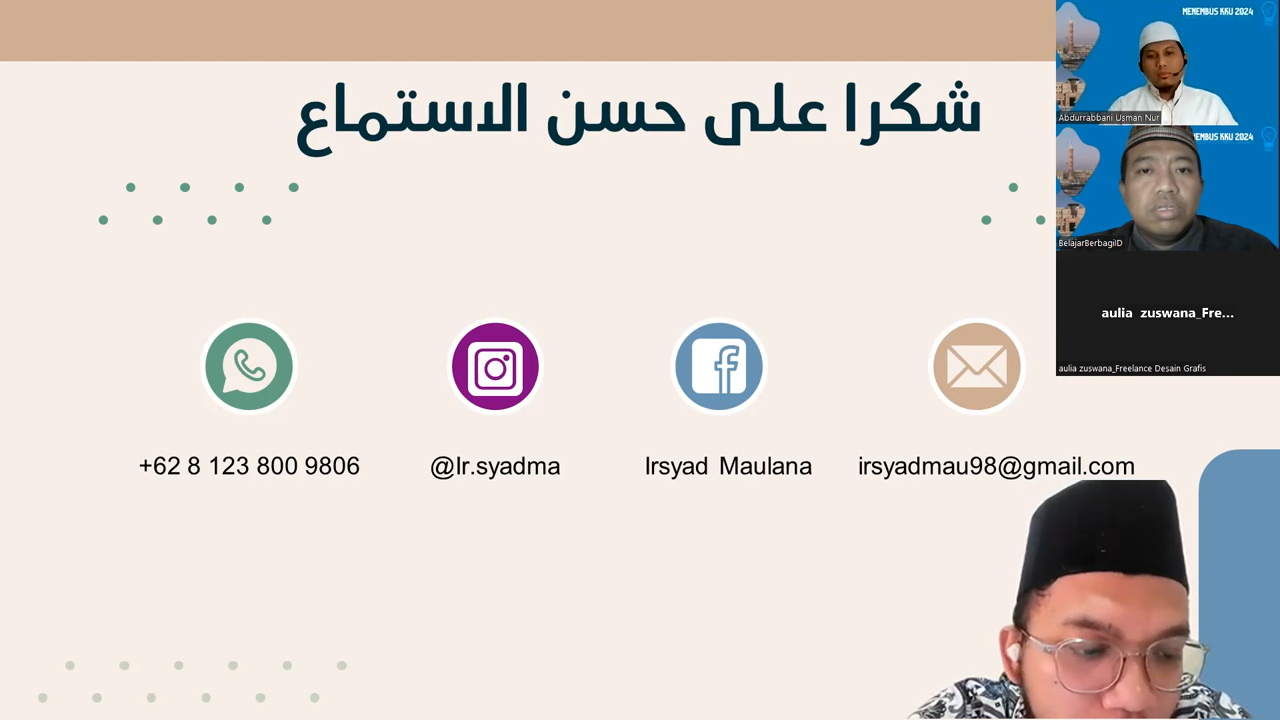 شكرا على حسن الاستماع
+62 8 123 800 9806
@Ir.syadma
Irsyad Maulana
irsyadmau98@gmail.com
MENEMBUS KKU 2024
Abdurrabbani Usman Nur
MENEMBUS KKU 2024
BelajarBerbagiID
aulia zuswana_Fre...
aulia zuswana_Freelance Desain Grafis